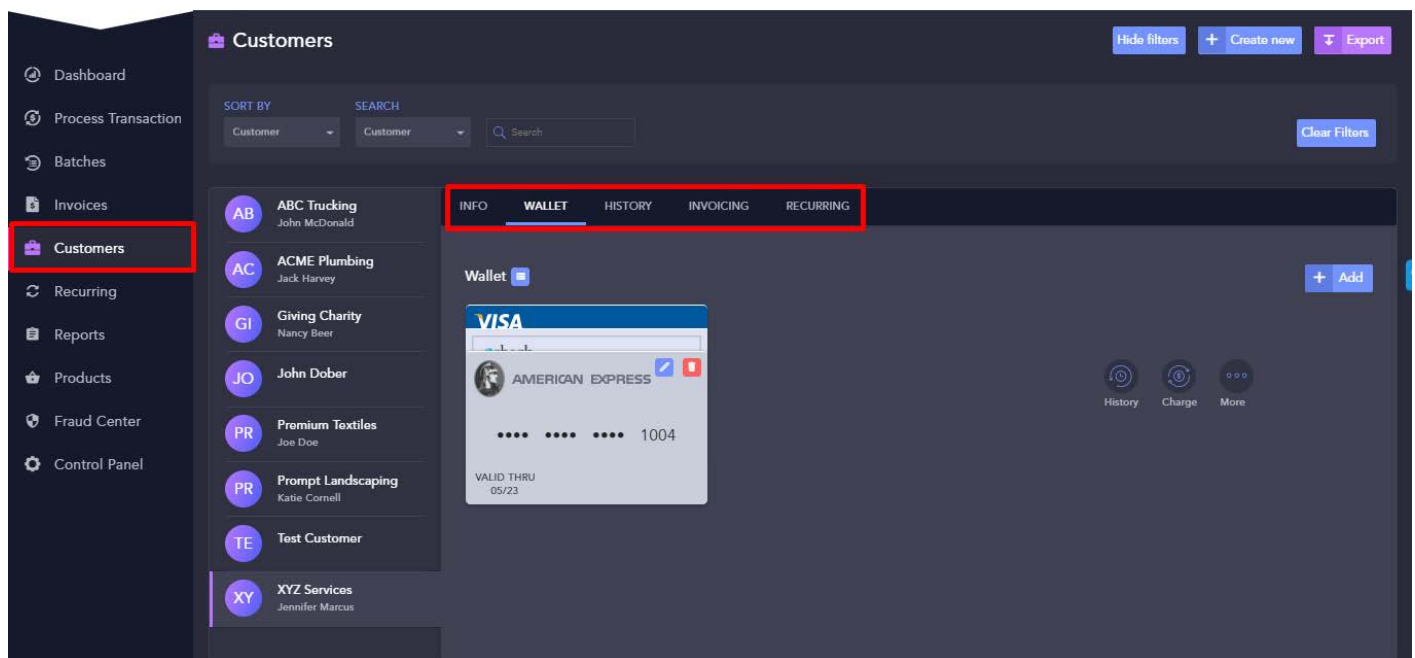 Customers
Hide filters
+ Create new
Export
Dashboard
Process Transaction
Batches
Invoices
Customers
Recurring
Reports
Products
Fraud Center
Control Panel
SORT BY
SEARCH
Customer
Customer
Search
Clear Filters
AB
ABC Trucking
John McDonald
AC
ACME Plumbing
Jack Harvey
GI
Giving Charity
Nancy Beer
JO
John Dober
PR
Premium Textiles
Joe Doe
PR
Prompt Landscaping
Katie Cornell
TE
Test Customer
XY
XYZ Services
Jennifer Marcus
INFO WALLET HISTORY INVOICING RECURRING
Wallet
+ Add
VISA
AMERICAN EXPRESS
•••• •••• •••• 1004
VALID THRU
05/23
History
Charge
More